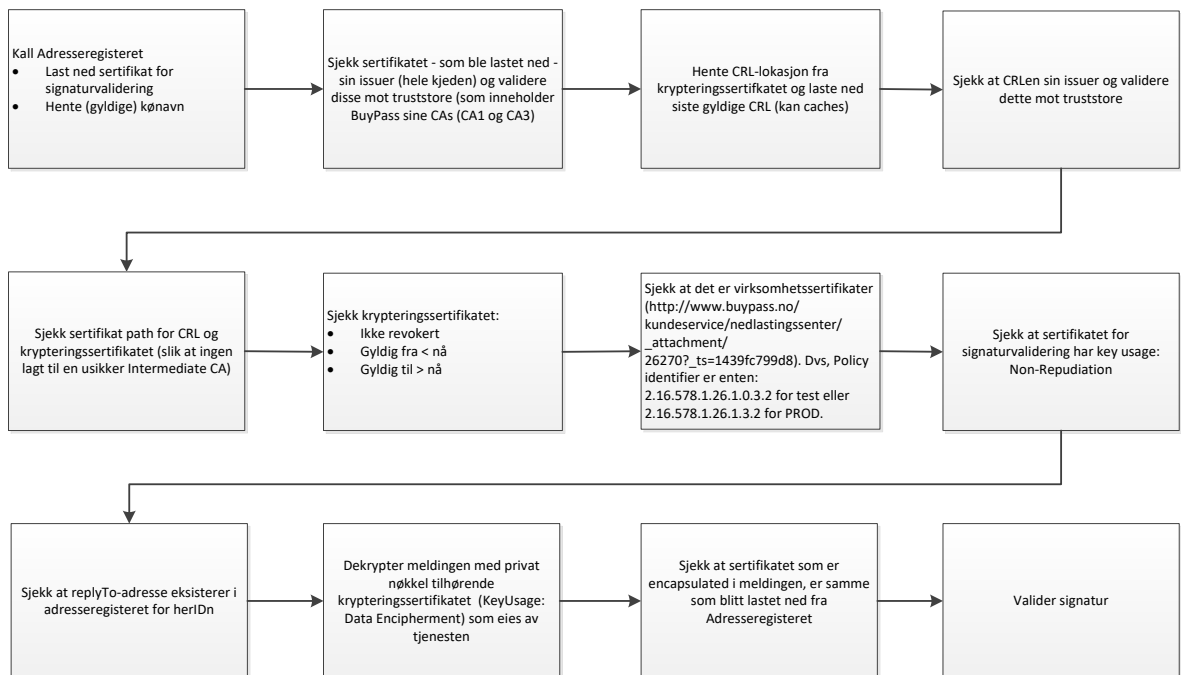 Kall Adresseregisteret
• Last ned sertifikat for
signaturvalidering
• Hente (gyldige) kønavn
Sjekk sertifikatet - som ble lastet ned -
sin issuer (hele kjeden) og validere
disse mot truststore (som inneholder
BuyPass sine CAs (CA1 og CA3)
Hente CRL-lokasjon fra
krypteringssertifkatet og laste ned
siste gyldige CRL (kan caches)
Sjekk at CRLen sin issuer og validere
dette mot truststore
Sjekk sertifikat path for CRL og
krypteringssertifikatet (slik at ingen
lagt til en usikker Intermediate CA)
Sjekk krypteringssertifikatet:
• Ikke revokert
• Gyldig fra < nå
• Gyldig til > nå
Sjekk at det er virksomhetssertifikater
(http://www.buypass.no/
kundeservice/nedlastingssenter/
_attachment/
26270?_ts=1439fc799d8). Dvs, Policy
identifier er enten:
2.16.578.1.26.1.0.3.2 for test eller
2.16.578.1.26.1.3.2 for PROD.
Sjekk at sertifikatet for
signaturvalidering har key usage:
Non-Repudiation
Sjekk at replyTo-adresse eksisterer i
adresseregisteret for herIDn
Dekrypter meldingen med privat
nøkkel tilhørende
krypteringssertifikatet (KeyUsage:
Data Encipherment) som eies av
tjenesten
Sjekk at sertifikatet som er
encapsulated i meldingen, er samme
som blitt lastet ned fra
Adresseregisteret
Valider signatur